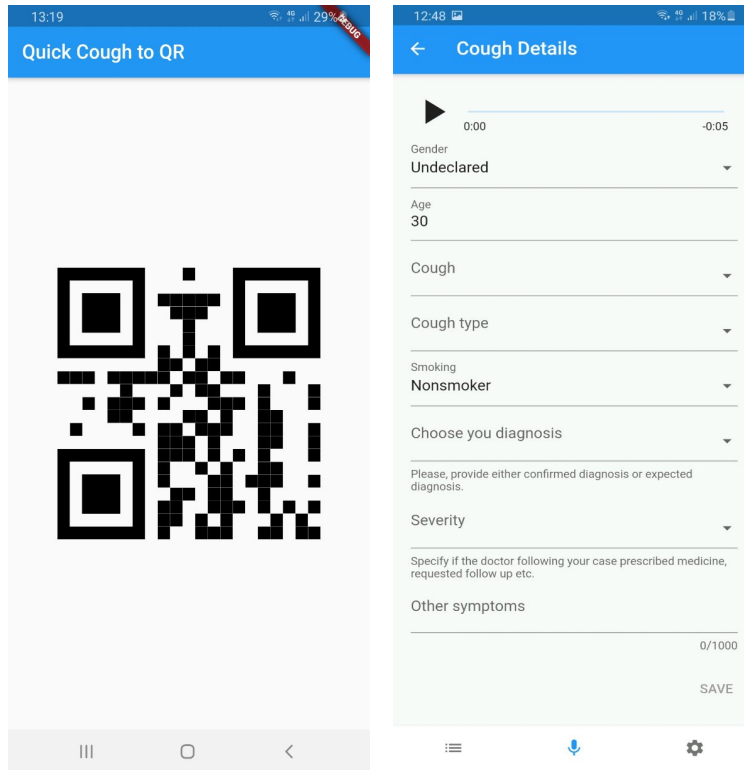 13:19
4G
29%
DEBUG
Quick Cough to QR
12:48
4G
18%
Cough Details
0:00
-0:05
Gender
Undeclared
Age
30
Cough
Cough type
Smoking
Nonsmoker
Choose you diagnosis
Please, provide either confirmed diagnosis or expected
diagnosis.
Severity
Specify if the doctor following your case prescribed medicine,
requested follow up etc.
Other symptoms
0/1000
SAVE